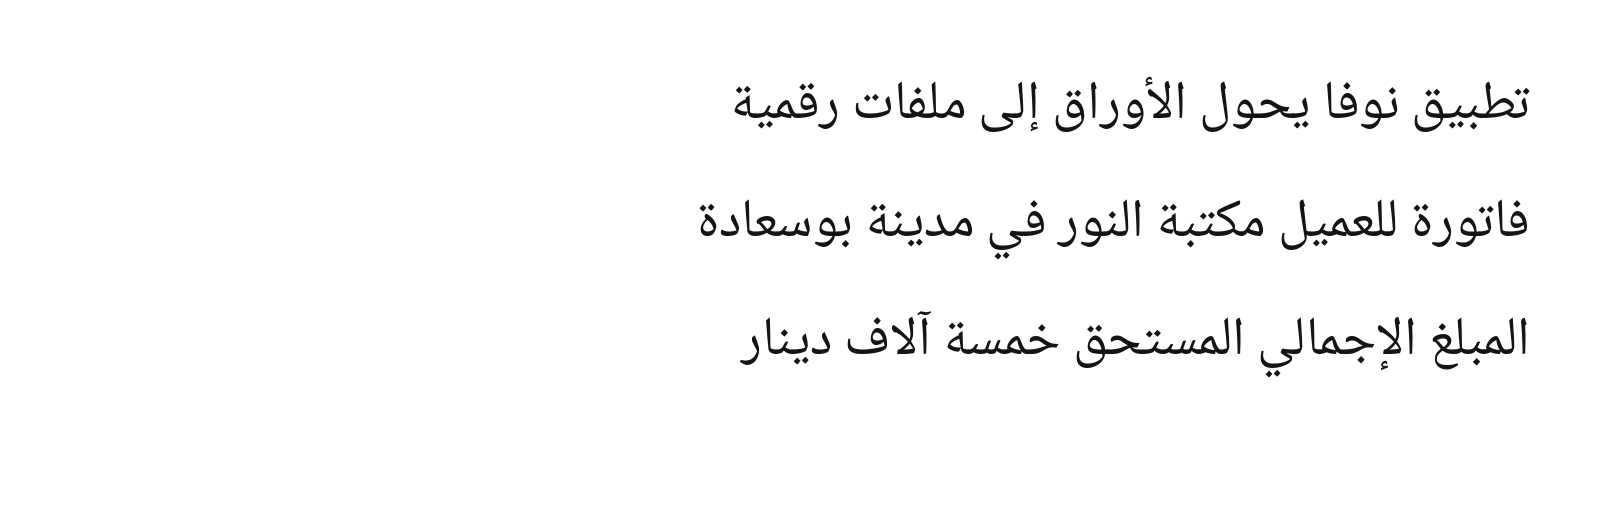 تطبيق نوفا يحول الأوراق إلى ملفات رقمية
فاتورة للعميل مكتبة النور في مدينة بوسعادة
المبلغ الإجمالي المستحق خمسة آلاف دينار